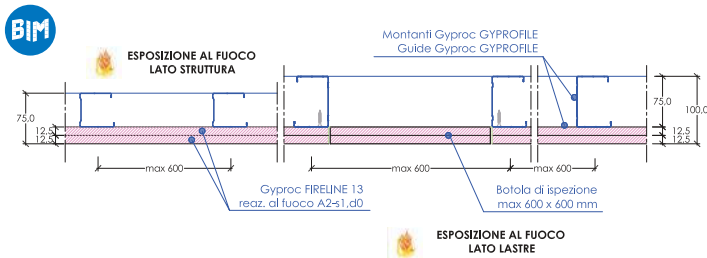 BIM
ESPOSIZIONE AL FUOCO
LATO STRUTTURA
Montanti Gyproc GYPROFILE
Guide Gyproc GYPROFILE
75.0
12.5
12.5
75.0
100,0
12.5
12.5
max 600
max 600
max 600
Gyproc FIRELINE 13
reaz. al fuoco A2-s1,d0
Botola di ispezione
max 600 x 600 mm
ESPOSIZIONE AL FUOCO
LATO LASTRE